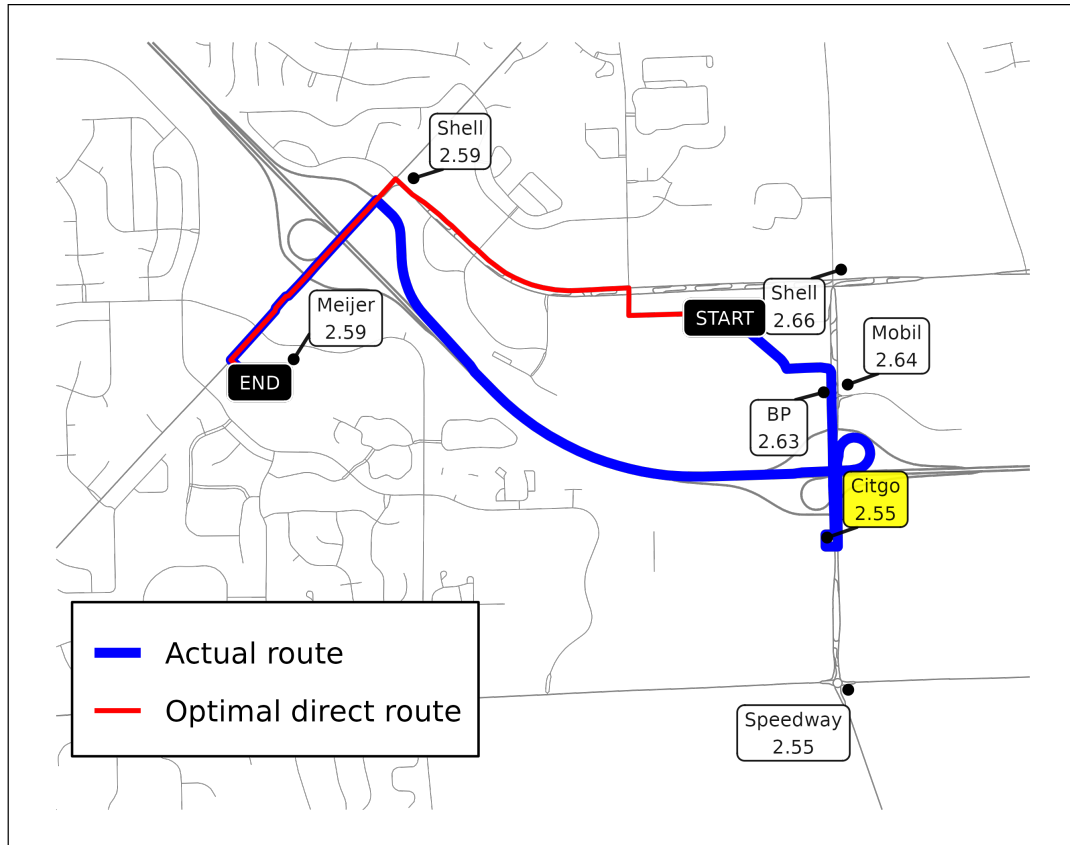 Shell
2.59
Meijer
2.59
START
Shell
2.66
Mobil
2.64
END
BP
2.63
Citgo
2.55
Actual route
Optimal direct route
Speedway
2.55